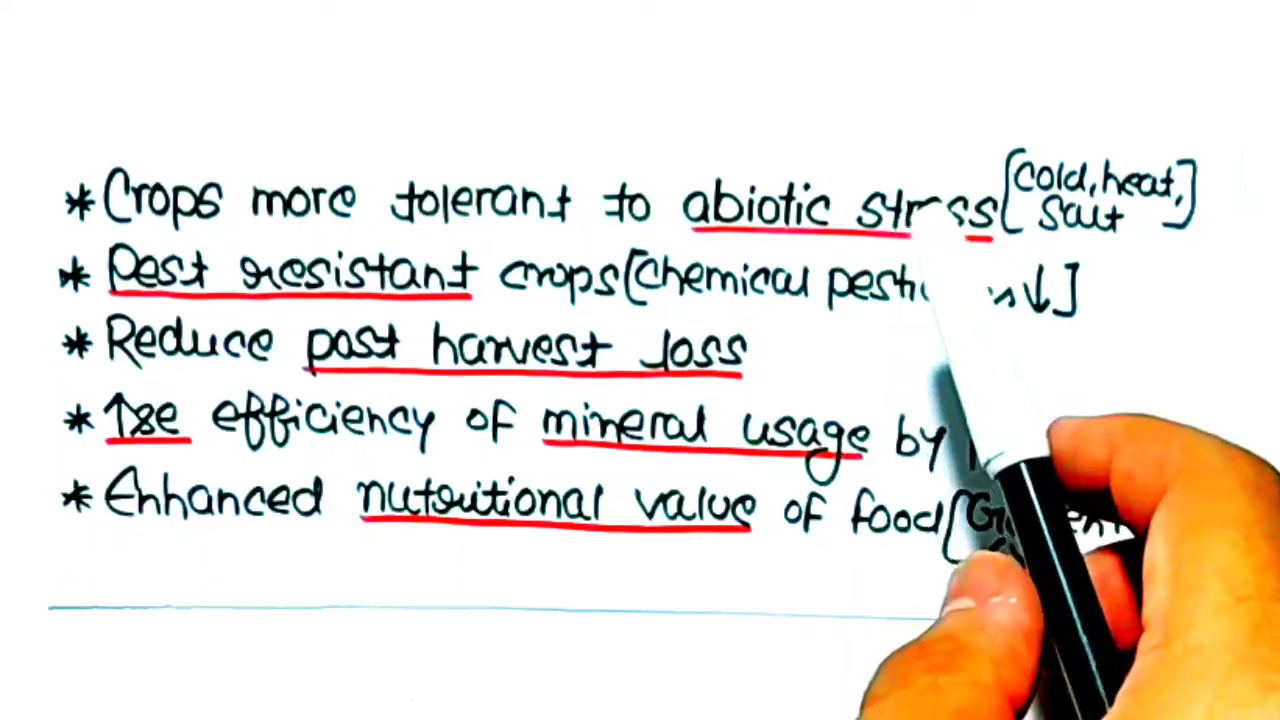 * Crops more tolerant to abiotic stress [cold, heat, salt]
* Pest resistant crops [chemical ↓]
* Reduce post harvest loss
* ↑se efficiency of mineral usage by
* Enhanced nutritional value of food [